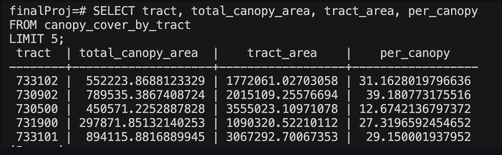 finalProj=# SELECT tract, total_canopy_area, tract_area, per_canopy
FROM canopy_cover_by_tract
LIMIT 5;
tract | total_canopy_area | tract_area | per_canopy
733102 | 552223.8688123329 | 1772061.02703058 | 31.1628019796636
730902 | 789535.3867408724 | 2015109.25576694 | 39.180773175516
730500 | 450571.2252887828 | 3555023.10971078 | 12.6742136797372
731900 | 297871.85132140253 | 1090320.52210112 | 27.3196592454652
733101 | 894115.8816889945 | 3067292.70067353 | 29.150001937952